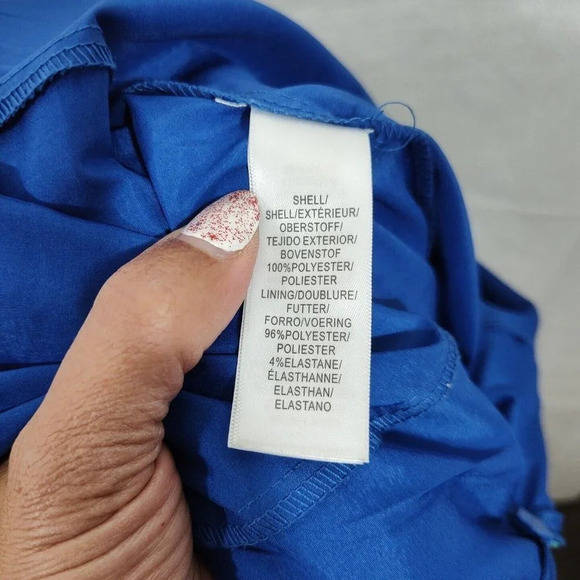 SHELL/
SHELL/EXTÉRIEUR/
OBERSTOFF/
TEJIDO EXTERIOR/
BOVENSTOF
100%POLYESTER/
POLIESTER
LINING/DOUBLURE/
FUTTER/
FORRO/VOERING
96%POLYESTER/
POLIESTER
4%ELASTANE/
ÉLASTHANNE/
ELASTHAN/
ELASTANO